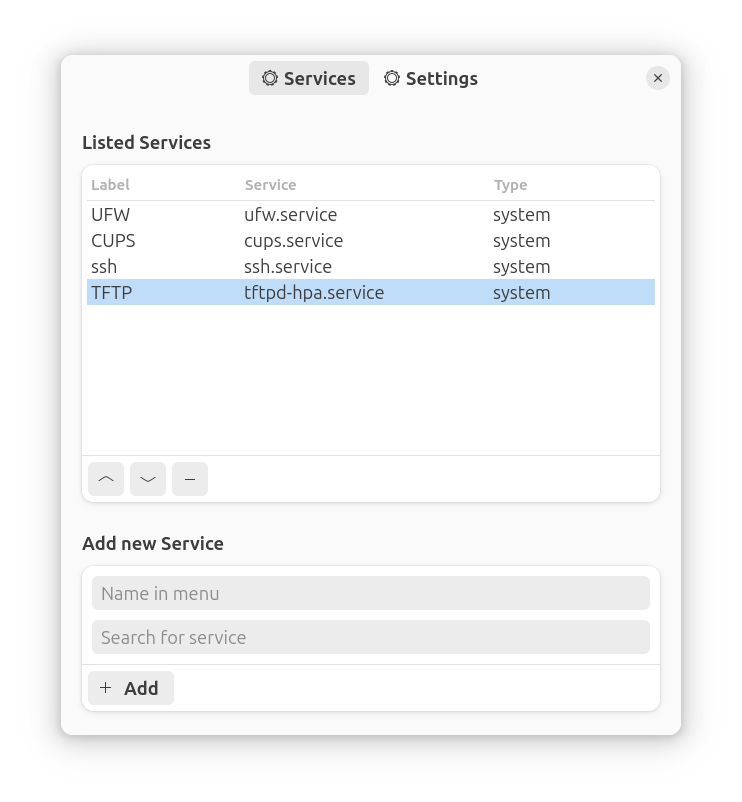 Services Settings
Listed Services
Label Service Type
UFW ufw.service system
CUPS cups.service system
ssh ssh.service system
TFTP tftpd-hpa.service system
Add new Service
Name in menu
Search for service
Add